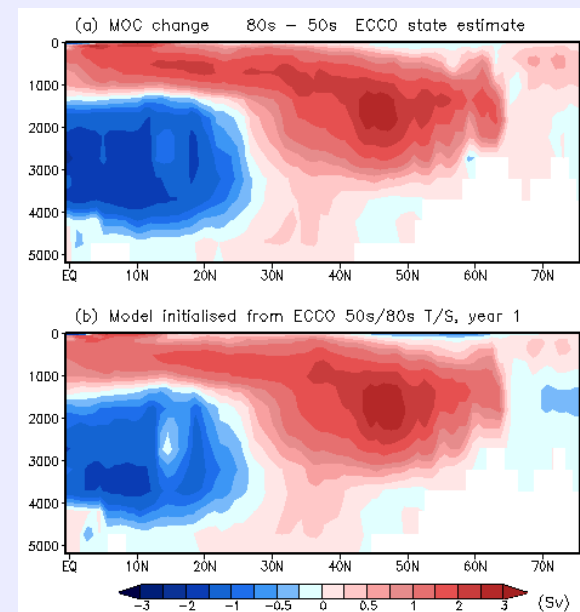 (a) MOC change 80s – 50s ECCO state estimate
0
1000
2000
3000
4000
5000
EQ 10N 20N 30N 40N 50N 60N 70N
(b) Model initialised from ECCO 50s/80s T/S, year 1
0
1000
2000
3000
4000
5000
EQ 10N 20N 30N 40N 50N 60N 70N
-3 -2 -1 -0.5 0 0.5 1 2 3 (Sv)